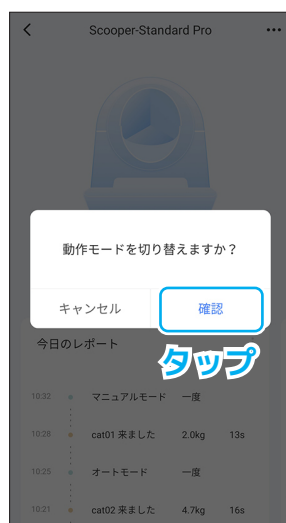 Scooper-Standard Pro
動作モードを切り替えますか？
キャンセル 確認
タップ
今日のレポート
10:32 マニュアルモード 一度
10:28 cat01 来ました 2.0kg 13s
10:25 オートモード 一度
10:21 cat02 来ました 4.7kg 16s